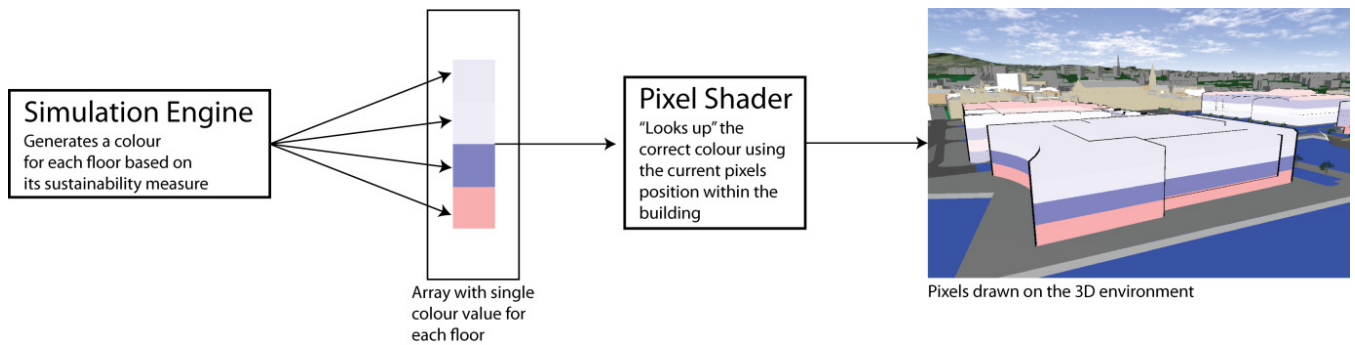 Simulation Engine
Generates a colour
for each floor based on
its sustainability measure
Array with single
colour value for
each floor
Pixel Shader
“Looks up” the
correct colour using
the current pixels
position within the
building
Pixels drawn on the 3D environment